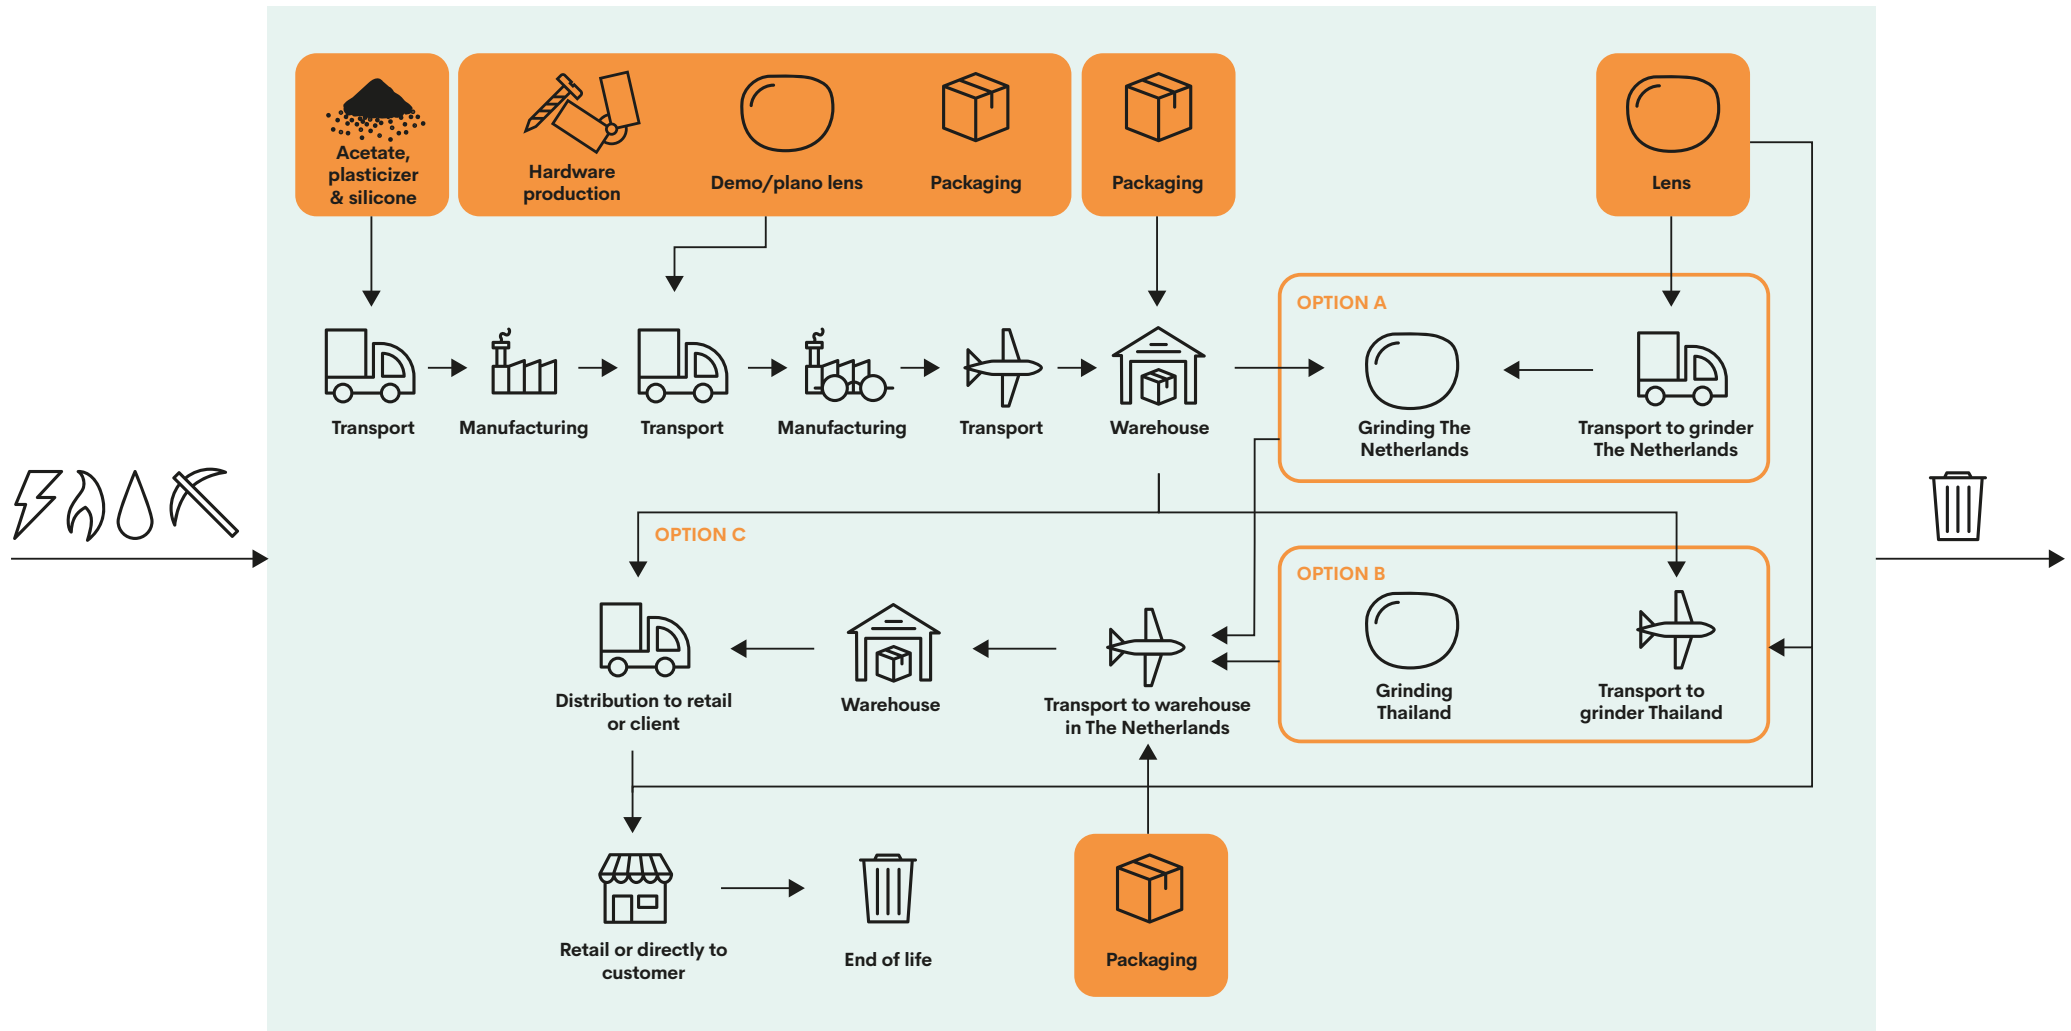 Acetate,
plasticizer
& silicone
Hardware
production
Demo/plano lens
Packaging
Packaging
Lens
OPTION A
Transport
Manufacturing
Transport
Manufacturing
Transport
Warehouse
Grinding The
Netherlands
Transport to grinder
The Netherlands
OPTION C
OPTION B
Distribution to retail
or client
Warehouse
Transport to warehouse
in The Netherlands
Grinding
Thailand
Transport to
grinder Thailand
Retail or directly to
customer
End of life
Packaging